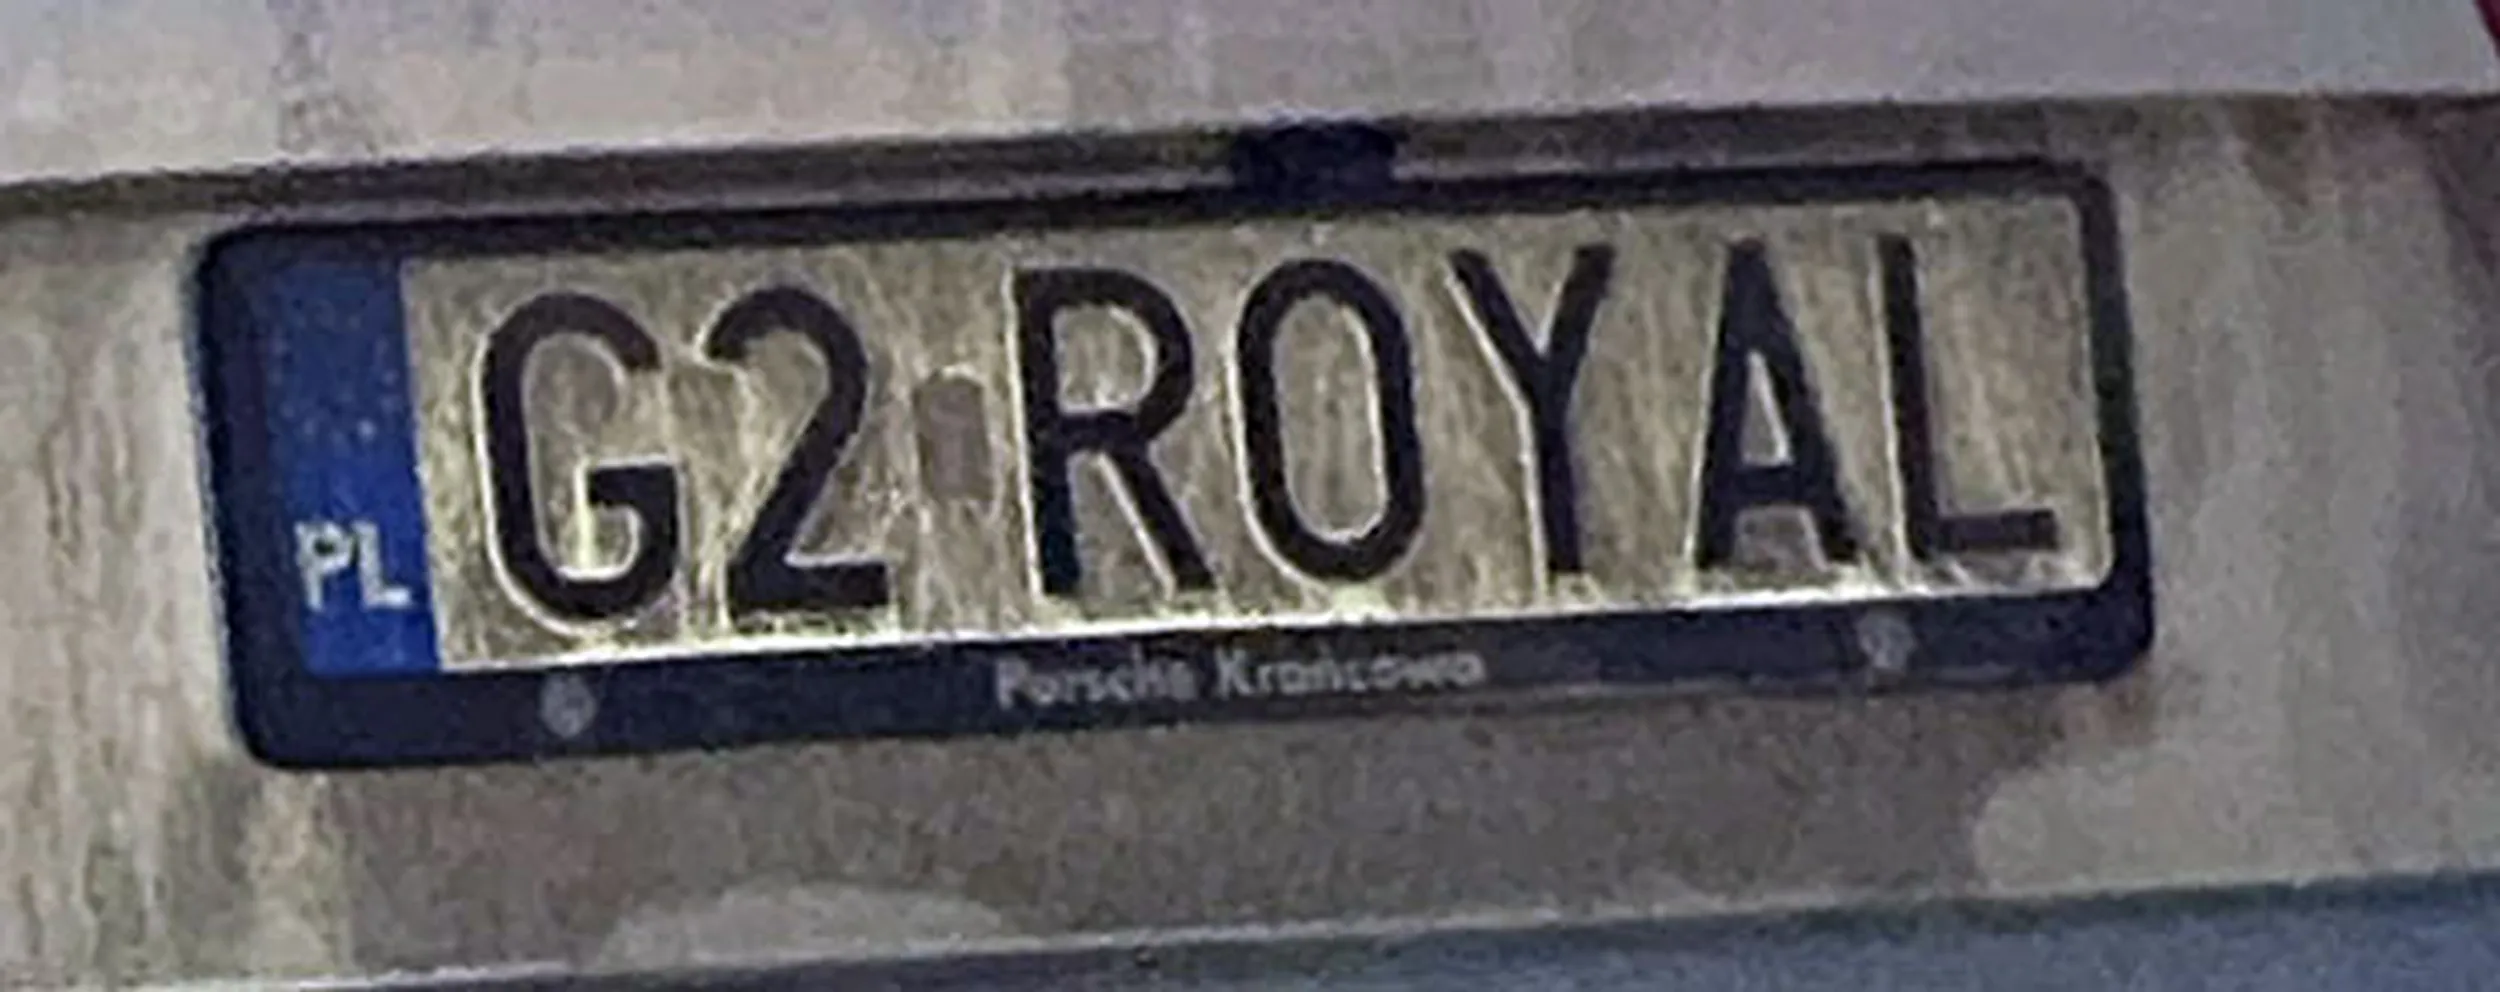 PL
G2 ROYAL
Porsche Krańcowa